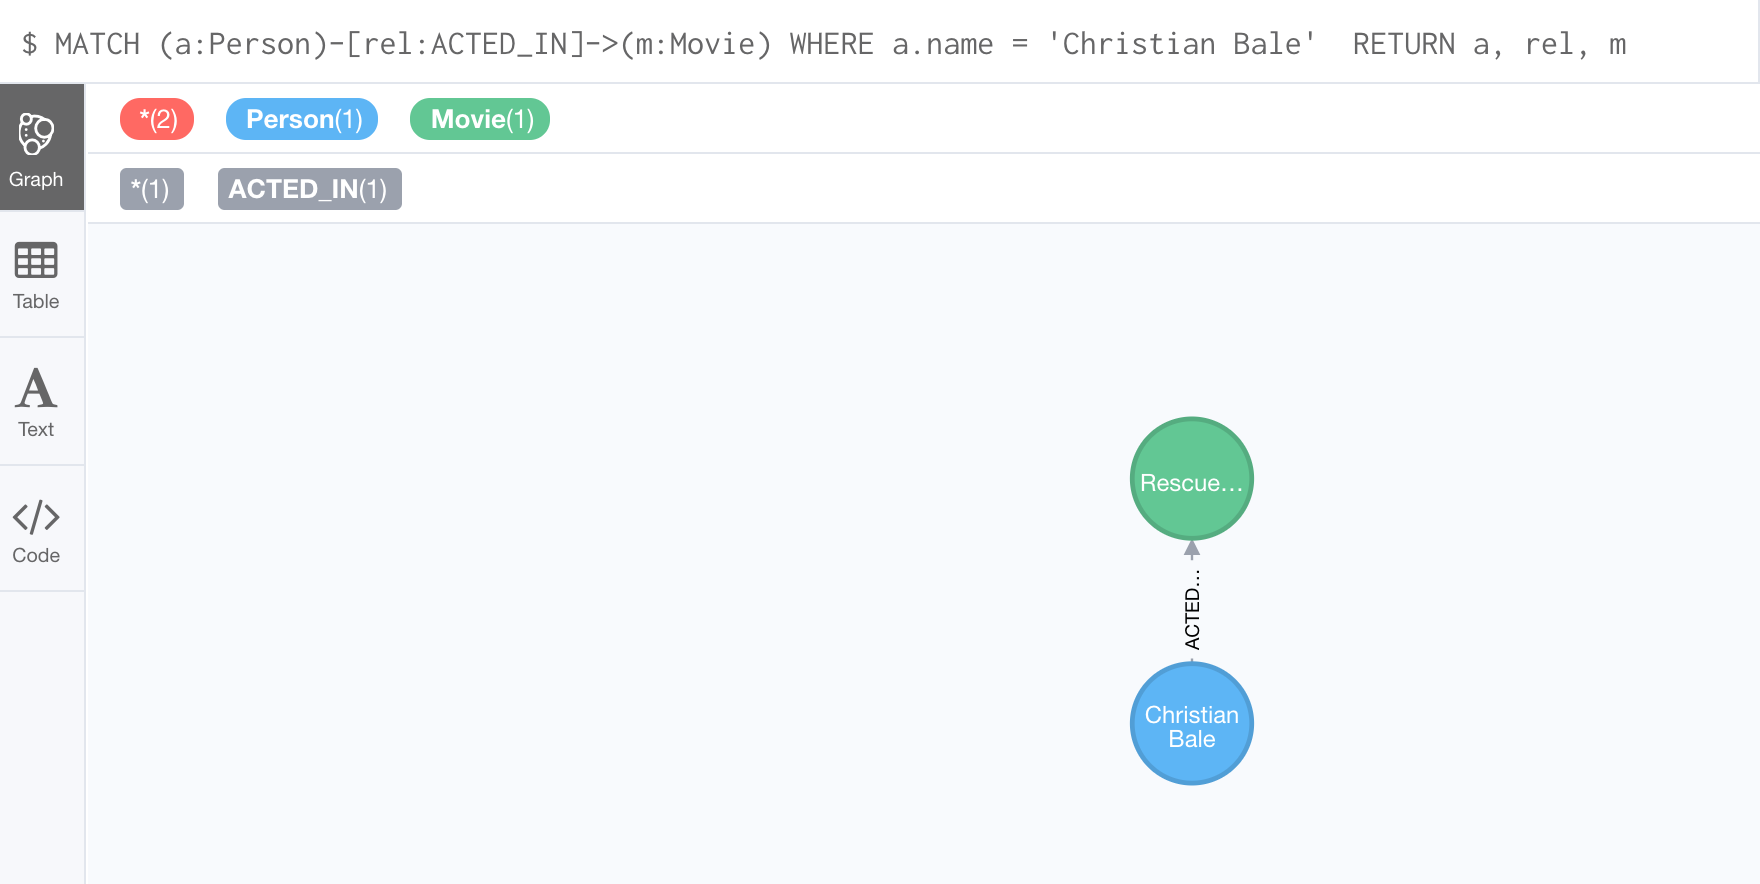 $ MATCH (a:Person)-[rel:ACTED_IN]->(m:Movie) WHERE a.name = 'Christian Bale'  RETURN a, rel, m
*(2) Person(1) Movie(1)
Graph
*(1) ACTED_IN(1)
Table
Text
</> 
Code
Rescue...
ACTED...
Christian
Bale